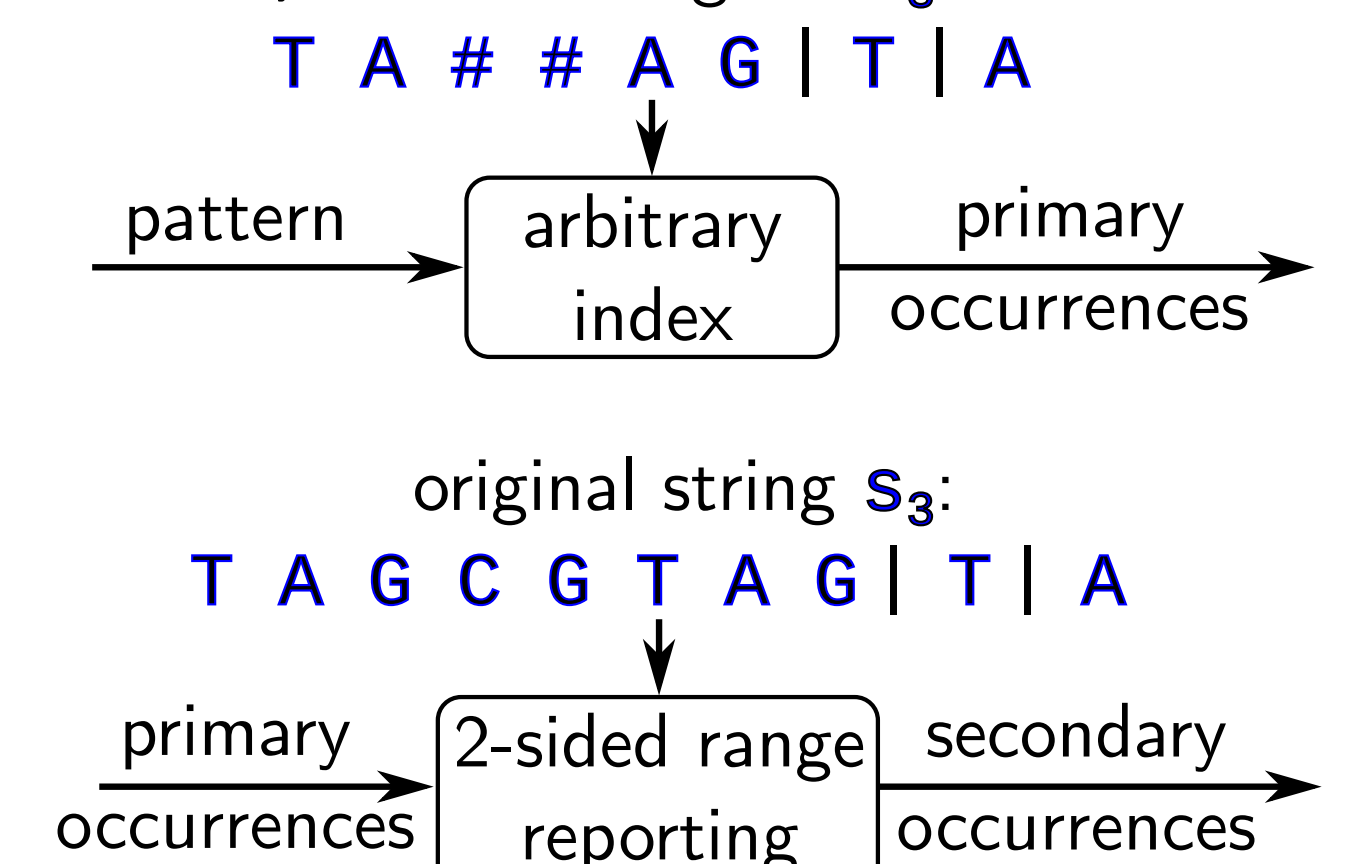 T A # # A G | T | A
pattern
arbitrary
index
primary
occurrences
original string s₃:
T A G C G T A G | T | A
primary
occurrences
2-sided range
reporting
secondary
occurrences